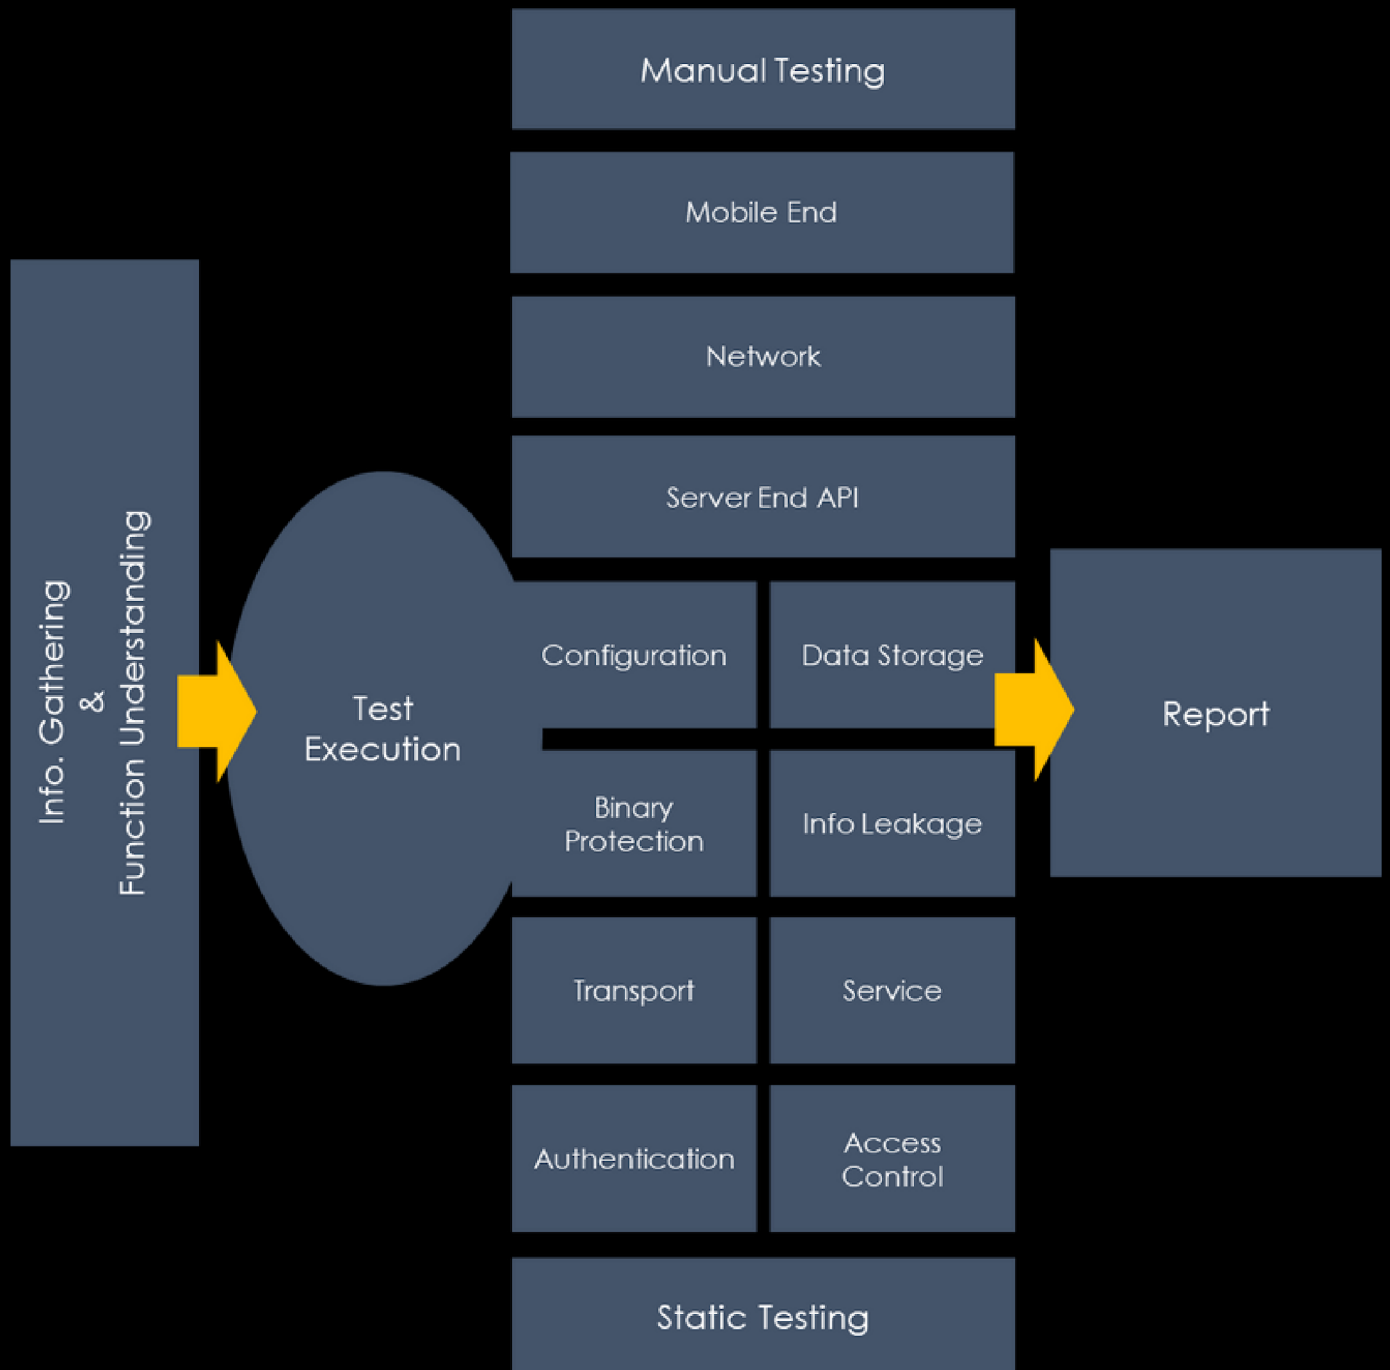 Manual Testing
Mobile End
Network
Server End API
Info. Gathering
&
Function Understanding
Test
Execution
Configuration
Data Storage
Binary
Protection
Info Leakage
Transport
Service
Authentication
Access
Control
Static Testing
Report